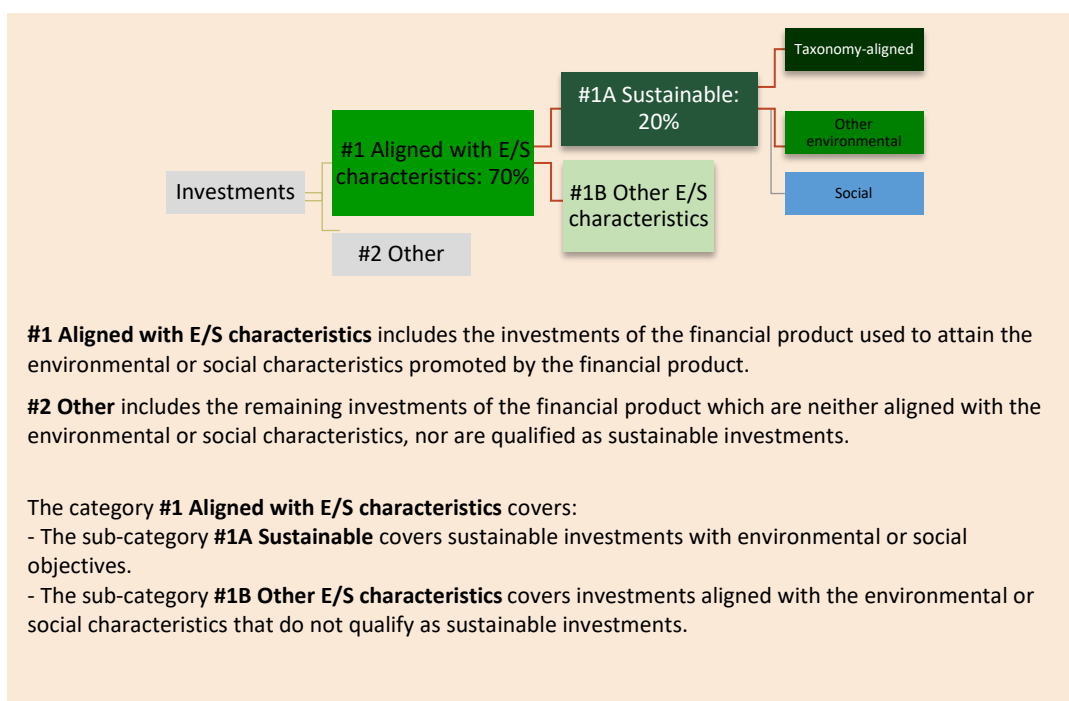 Taxonomy-aligned
#1A Sustainable:
20%
Other
environmental
#1 Aligned with E/S
characteristics: 70%
Investments
#1B Other E/S
characteristics
Social
#2 Other
#1 Aligned with E/S characteristics includes the investments of the financial product used to attain the
environmental or social characteristics promoted by the financial product.
#2 Other includes the remaining investments of the financial product which are neither aligned with the
environmental or social characteristics, nor are qualified as sustainable investments.
The category #1 Aligned with E/S characteristics covers:
- The sub-category #1A Sustainable covers sustainable investments with environmental or social
objectives.
- The sub-category #1B Other E/S characteristics covers investments aligned with the environmental or
social characteristics that do not qualify as sustainable investments.